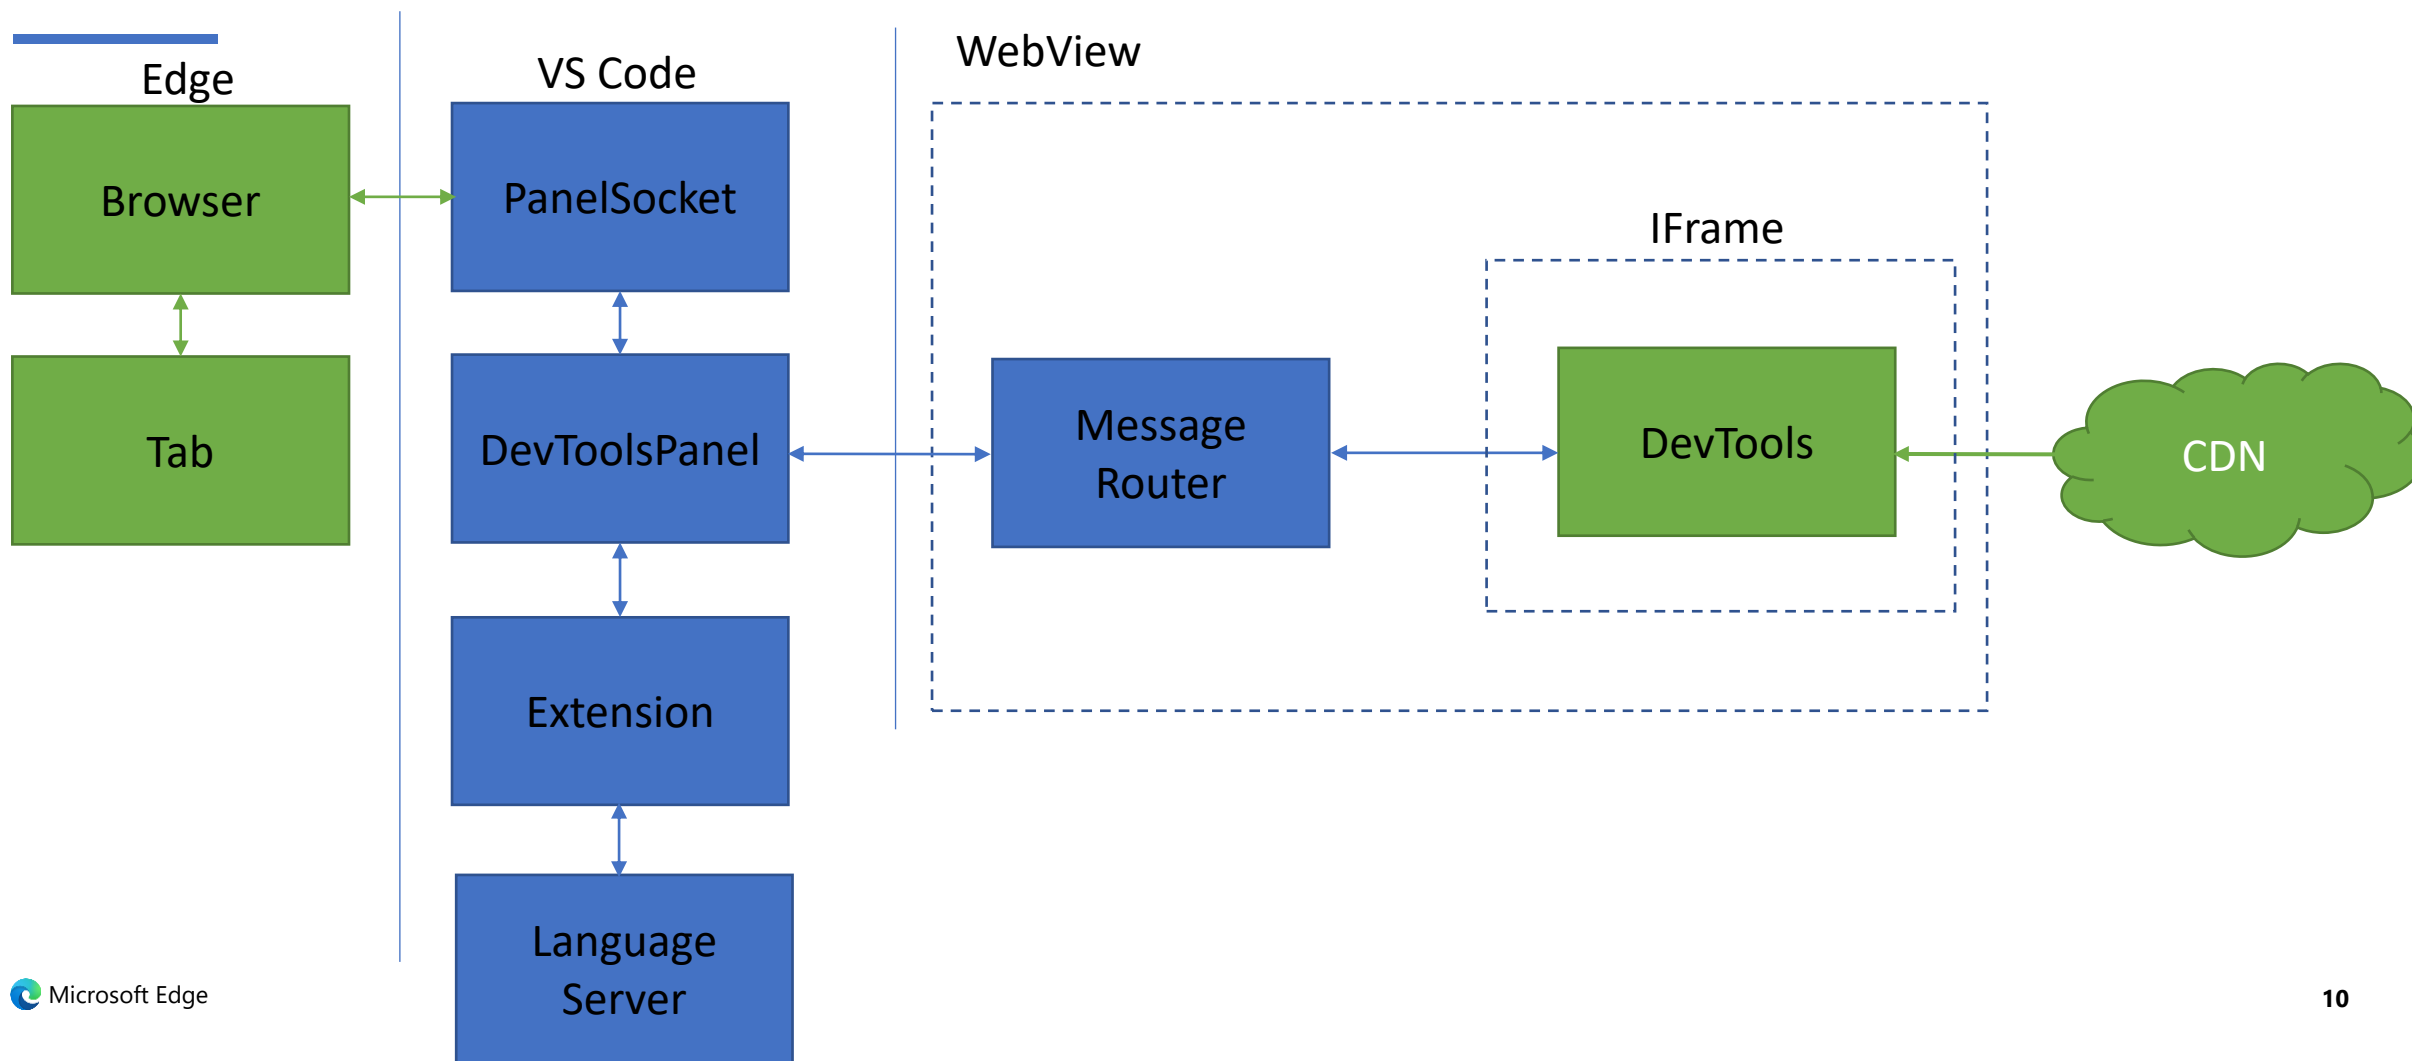 Edge
VS Code
WebView
Browser
PanelSocket
IFrame
Tab
DevToolsPanel
Message
Router
DevTools
CDN
Extension
Language
Server
Microsoft Edge
10